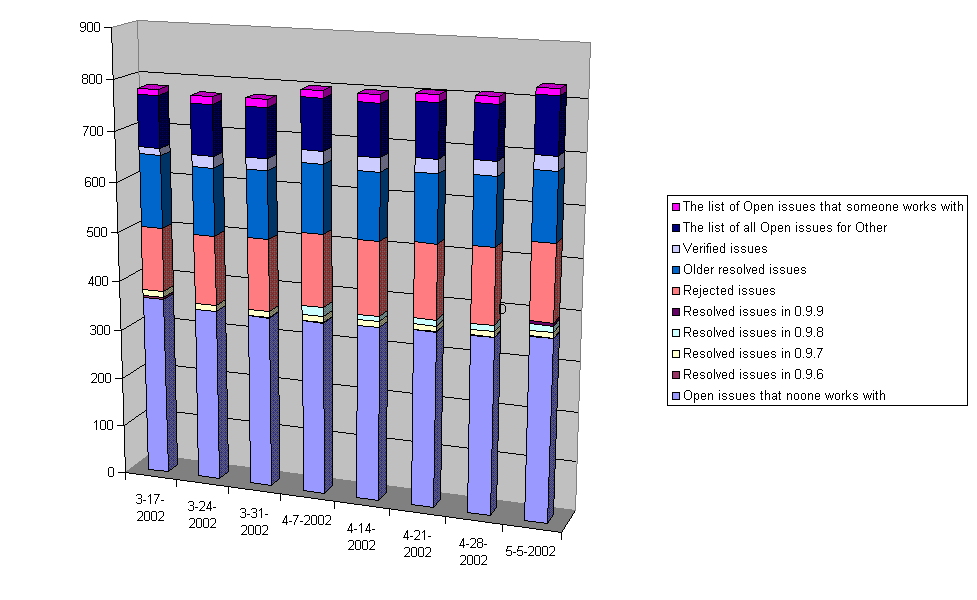 900
800
700
600
500
400
300
200
100
0
0
3-17-
2002
3-24-
2002
3-31-
2002
4-7-2002
4-14-
2002
4-21-
2002
4-28-
2002
5-5-2002
The list of Open issues that someone works with
The list of all Open issues for Other
Verified issues
Older resolved issues
Rejected issues
Resolved issues in 0.9.9
Resolved issues in 0.9.8
Resolved issues in 0.9.7
Resolved issues in 0.9.6
Open issues that noone works with